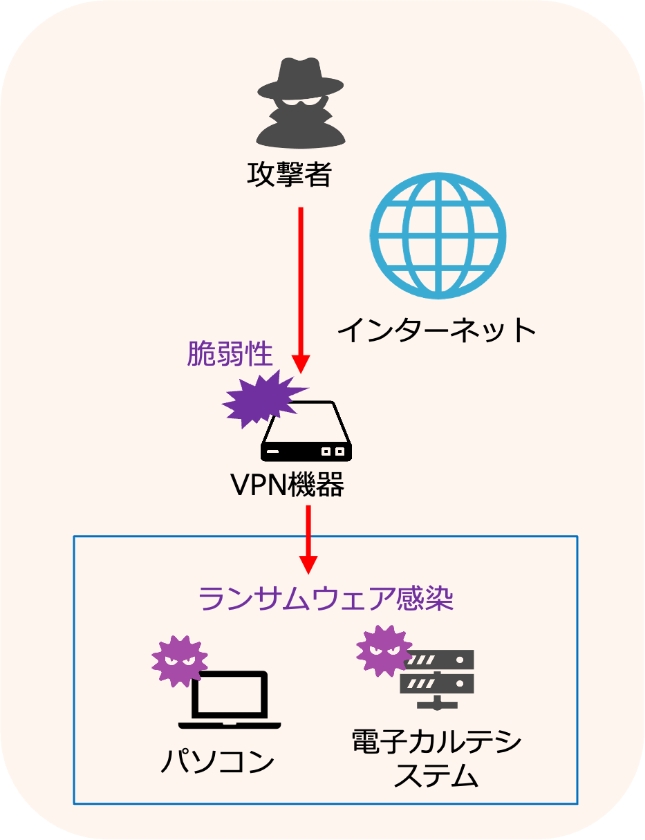 攻撃者
インターネット
脆弱性
VPN機器
ランサムウェア感染
パソコン
電子カルテシ
ステム